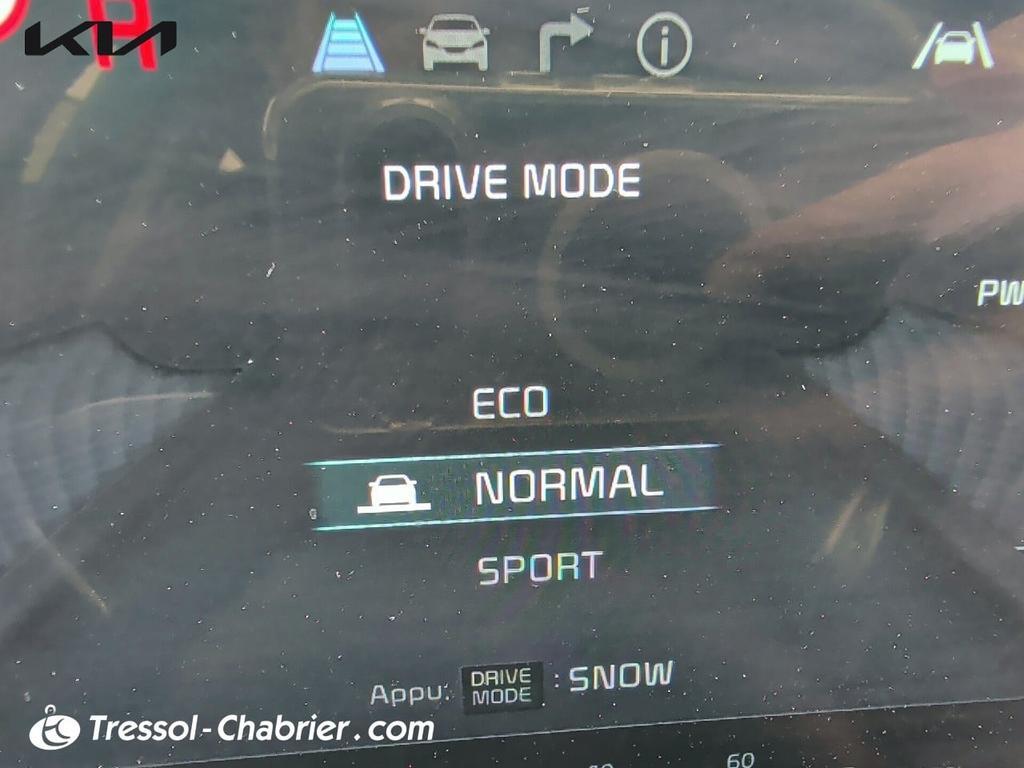 KIA
DRIVE MODE
PW
ECO
NORMAL
SPORT
Appu. DRIVE MODE : SNOW
Tressol-Chabrier.com
60